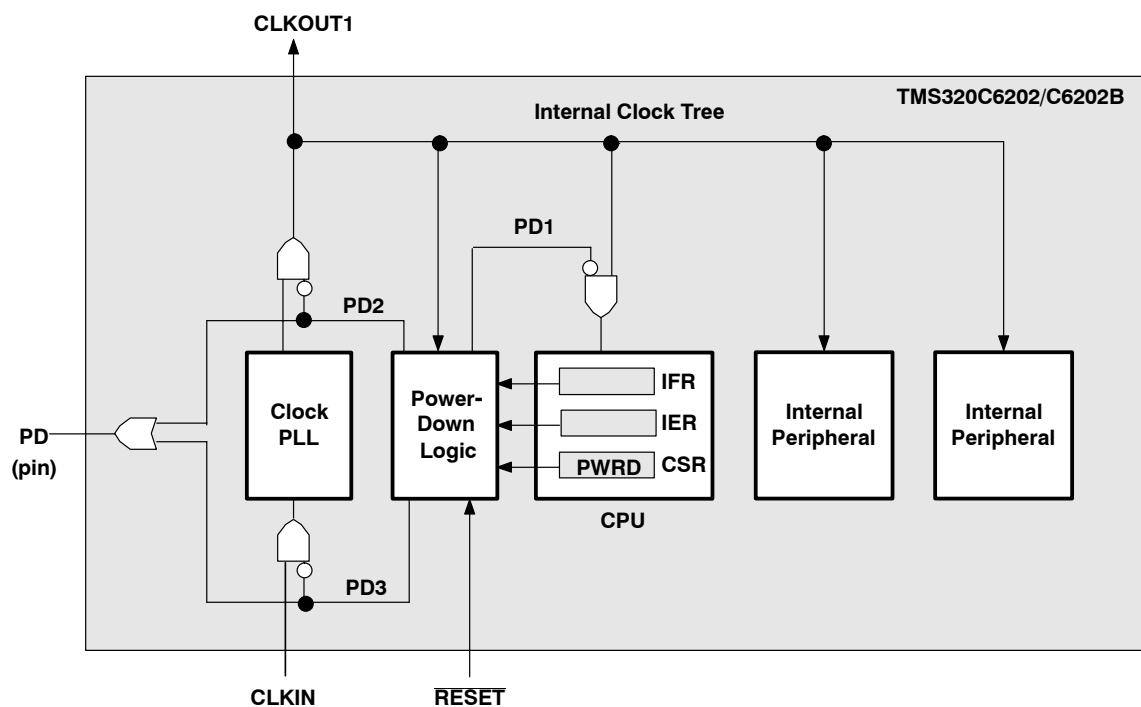 CLKOUT1
TMS320C6202/C6202B
Internal Clock Tree
PD1
PD2
Clock
PLL
Power-
Down
Logic
IFR
IER
PWRD
CSR
CPU
Internal
Peripheral
Internal
Peripheral
PD
(pin)
PD3
CLKIN
RESET